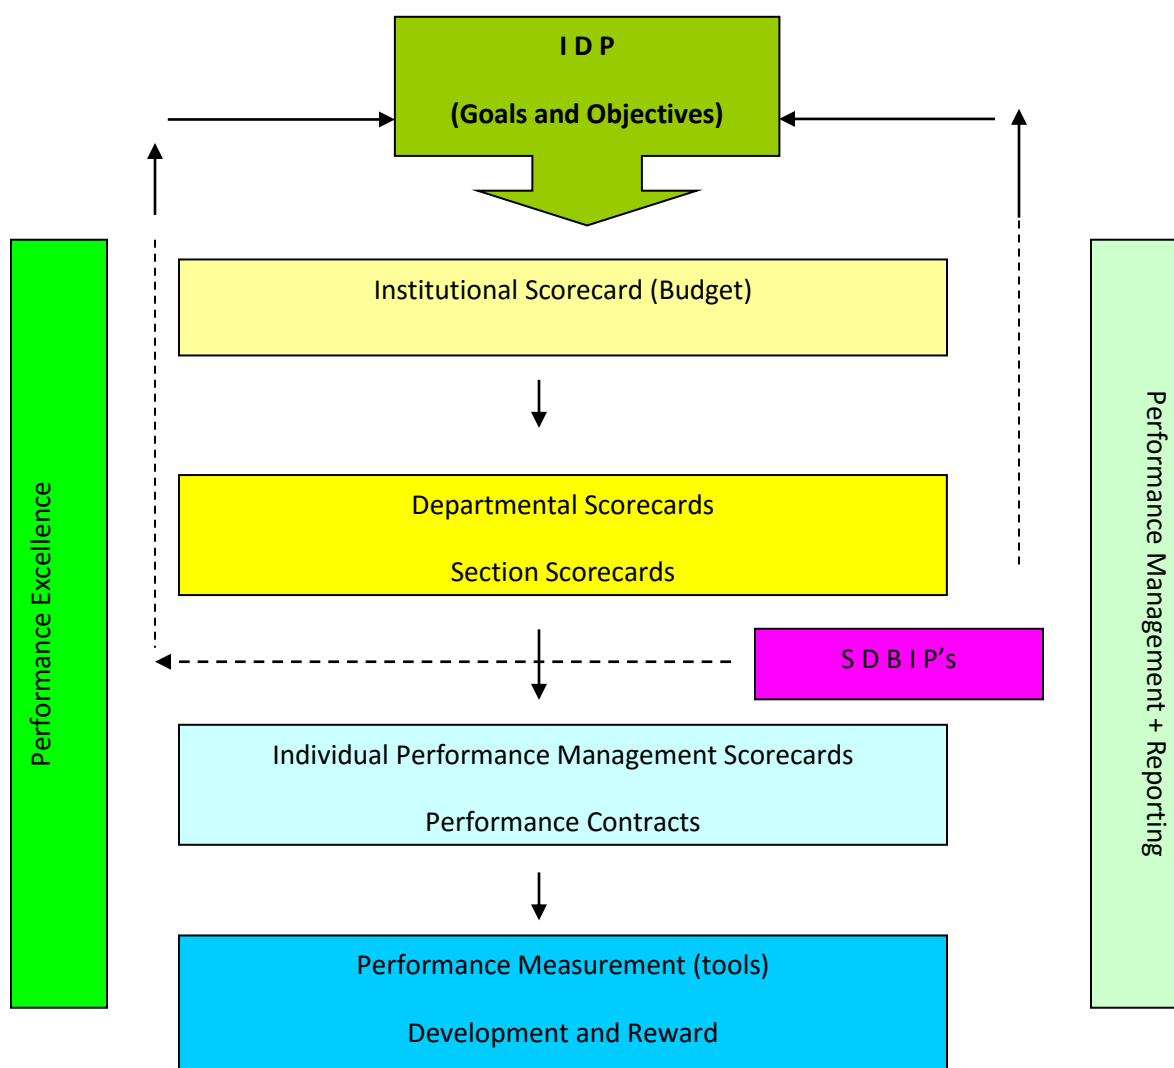 I D P
(Goals and Objectives)
Institutional Scorecard (Budget)
Departmental Scorecards
Section Scorecards
S D B I P’s
Individual Performance Management Scorecards
Performance Contracts
Performance Measurement (tools)
Development and Reward
Performance Excellence
Performance Management + Reporting